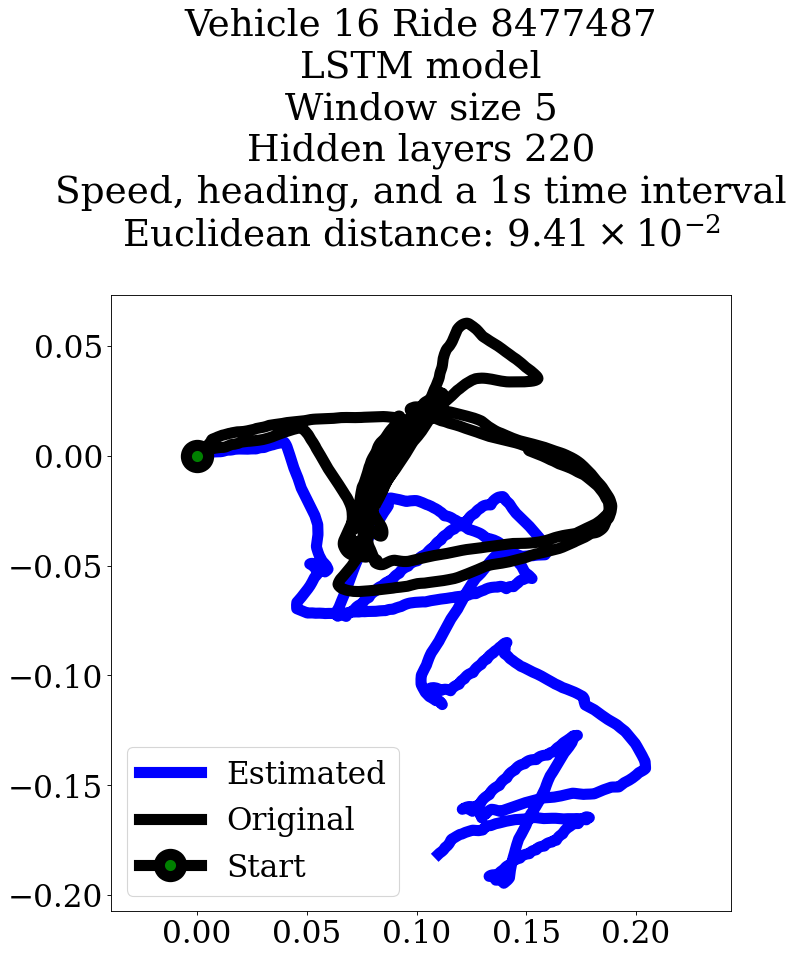 Vehicle 16 Ride 8477487
LSTM model
Window size 5
Hidden layers 220
Speed, heading, and a 1s time interval
Euclidean distance: 9.41 × 10⁻²
0.05
0.00
−0.05
−0.10
−0.15
−0.20
Estimated
Original
Start
0.00 0.05 0.10 0.15 0.20